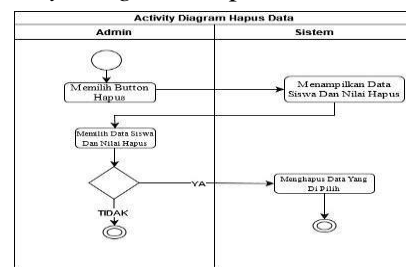 Activity Diagram Hapus Data
Admin
Sistem
Memilih Button
Hapus
Menampilkan Data
Siswa Dan Nilai Hapus
Memilih Data Siswa
Dan Nilai Hapus
YA
Menghapus Data Yang
Di Pilih
TIDAK